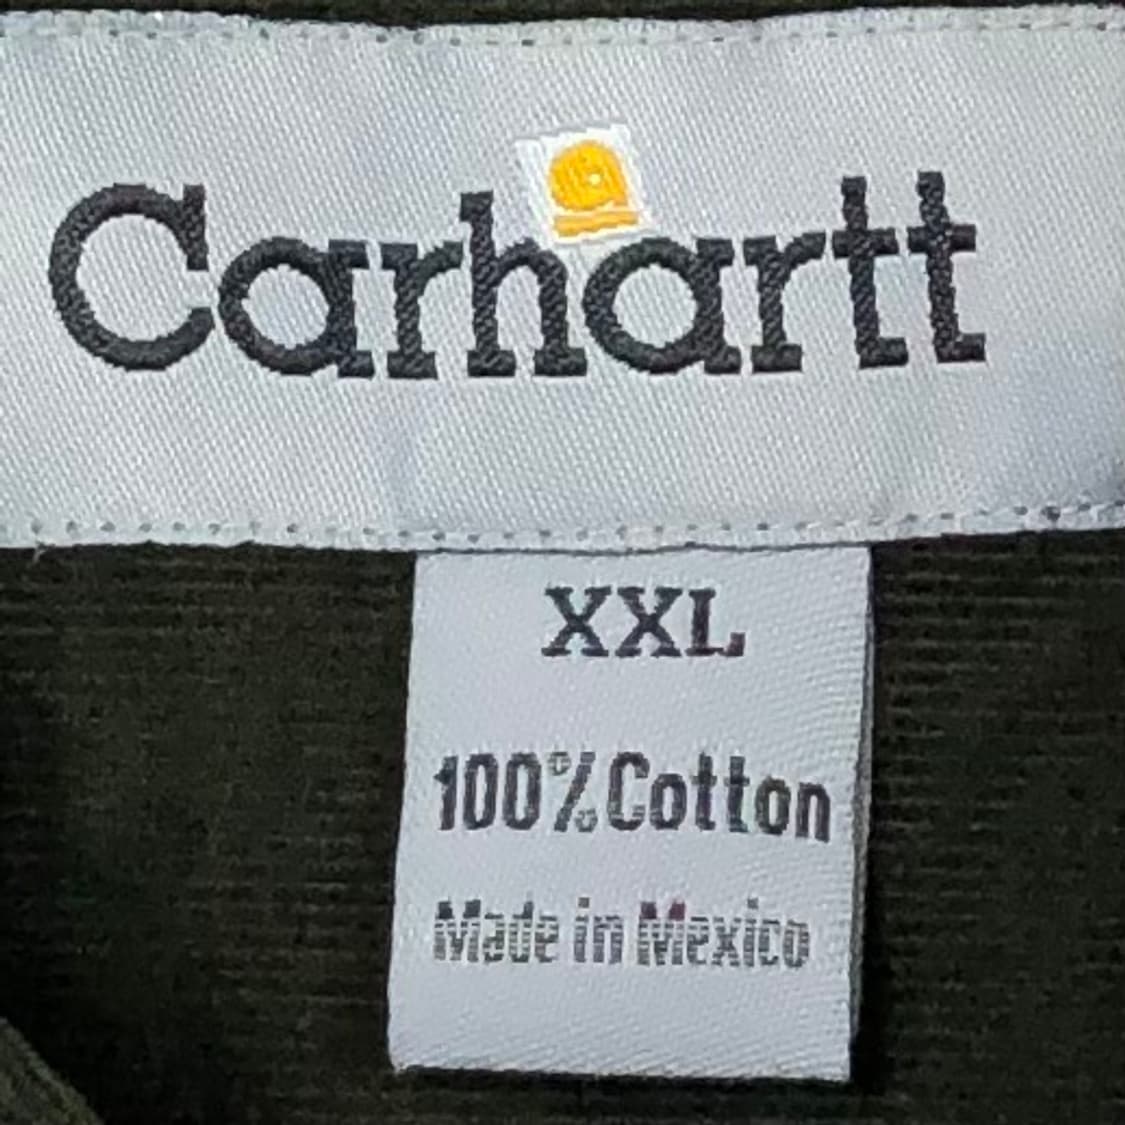 Carhartt
XXL
100% Cotton
Made in Mexico